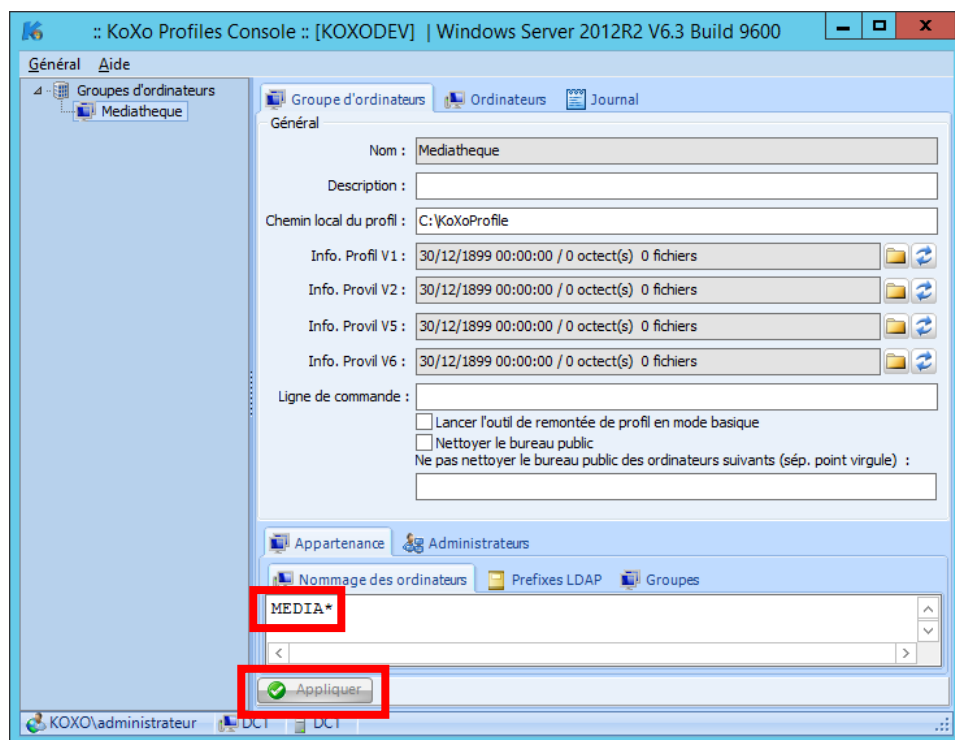 :: KoXo Profiles Console :: [KOXODEV] | Windows Server 2012R2 V6.3 Build 9600
Général Aide
Groupes d'ordinateurs
Mediatheque
Groupe d'ordinateurs Ordinateurs Journal
Général
Nom : Mediatheque
Description :
Chemin local du profil : C:\KoXoProfile
Info. Profil V1 : 30/12/1899 00:00:00 / 0 octect(s) 0 fichiers
Info. Provil V2 : 30/12/1899 00:00:00 / 0 octect(s) 0 fichiers
Info. Provil V5 : 30/12/1899 00:00:00 / 0 octect(s) 0 fichiers
Info. Provil V6 : 30/12/1899 00:00:00 / 0 octect(s) 0 fichiers
Ligne de commande :
Lancer l'outil de remontée de profil en mode basique
Nettoyer le bureau public
Ne pas nettoyer le bureau public des ordinateurs suivants (sép. point virgule) :
Appartenance Administrateurs
Nommage des ordinateurs Prefixes LDAP Groupes
MEDIA*
Appliquer
KOXO\administrateur DCT DCT